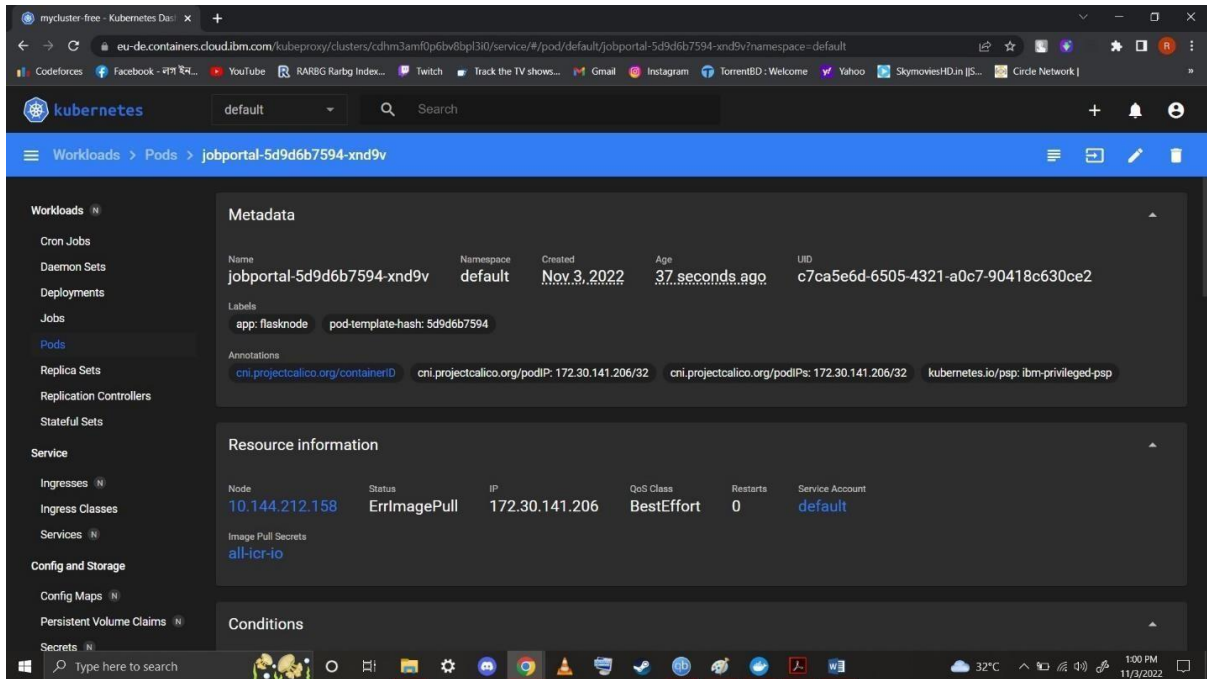 mycluster-free - Kubernetes Das
eu-de.containers.cloud.ibm.com/kubeproxy/clusters/cdhm3amf0p6bv8bpl3i0/service/#/pod/default/jobportal-5d9d6b7594-xnd9v?namespace=default
R
Codeforces Facebook - লগ ইন... YouTube RARBG Rarbg Index... Twitch Track the TV shows... Gmail Instagram TorrentBD : Welcome Yahoo SkymoviesHD.in ||S... Circle Network |
kubernetes default Search
Workloads > Pods > jobportal-5d9d6b7594-xnd9v
Workloads N
Cron Jobs
Daemon Sets
Deployments
Jobs
Pods
Replica Sets
Replication Controllers
Stateful Sets
Service
Ingresses N
Ingress Classes
Services N
Config and Storage
Config Maps N
Persistent Volume Claims N
Secrets N
Metadata
Name Namespace Created Age UID
jobportal-5d9d6b7594-xnd9v default Nov 3, 2022 37 seconds ago c7ca5e6d-6505-4321-a0c7-90418c630ce2
Labels
app: flasknode pod-template-hash: 5d9d6b7594
Annotations
cni.projectcalico.org/containerID cni.projectcalico.org/podIP: 172.30.141.206/32 cni.projectcalico.org/podIPs: 172.30.141.206/32 kubernetes.io/psp: ibm-privileged-psp
Resource information
Node Status IP QoS Class Restarts Service Account
10.144.212.158 ErrImagePull 172.30.141.206 BestEffort 0 default
Image Pull Secrets
all-icr-io
Conditions
Type here to search
32°C
1:00 PM
11/3/2022